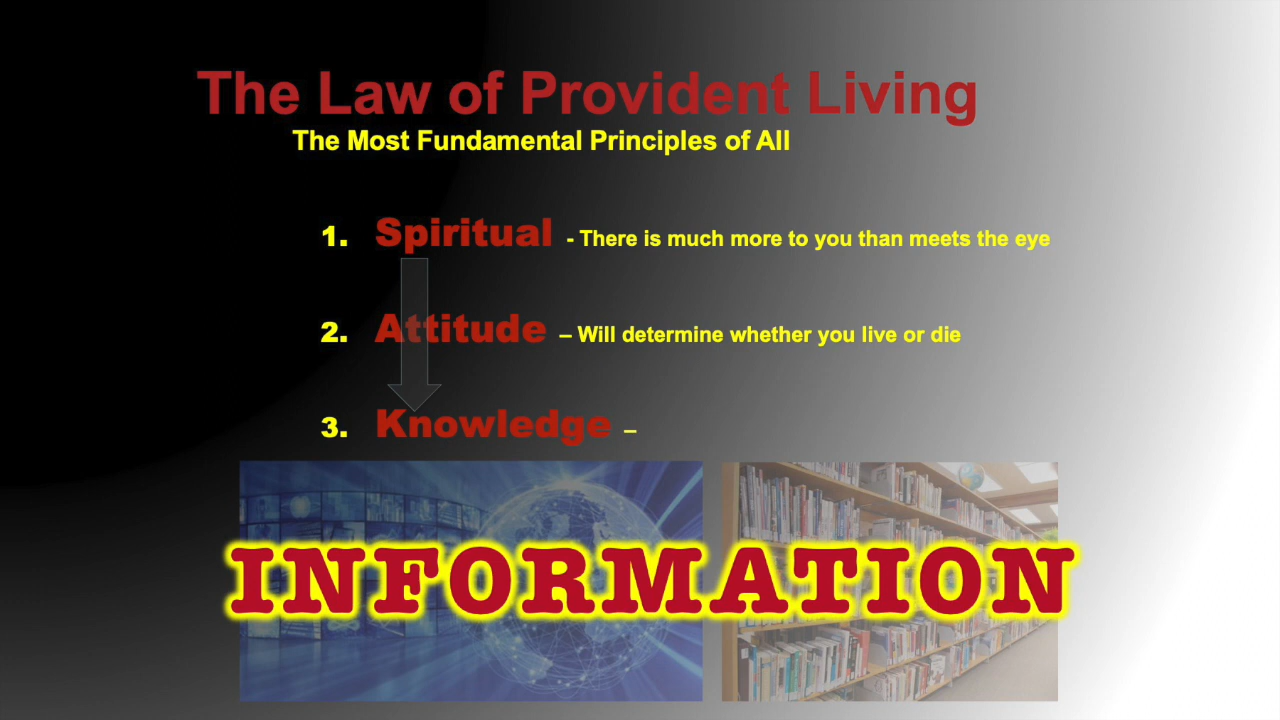 The Law of Provident Living
The Most Fundamental Principles of All
1. Spiritual - There is much more to you than meets the eye
2. Attitude – Will determine whether you live or die
3. Knowledge –
INFORMATION